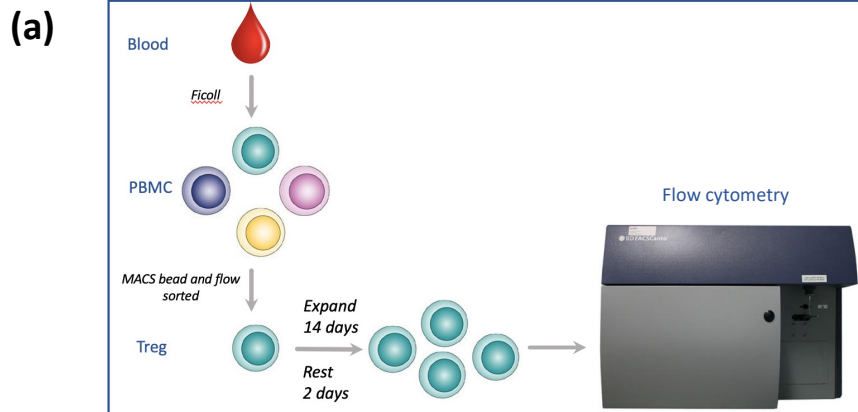 (a)
Blood
Ficoll
PBMC
Flow cytometry
BD FACSCanto
MACS bead and flow
sorted
Expand
14 days
Treg
Rest
2 days